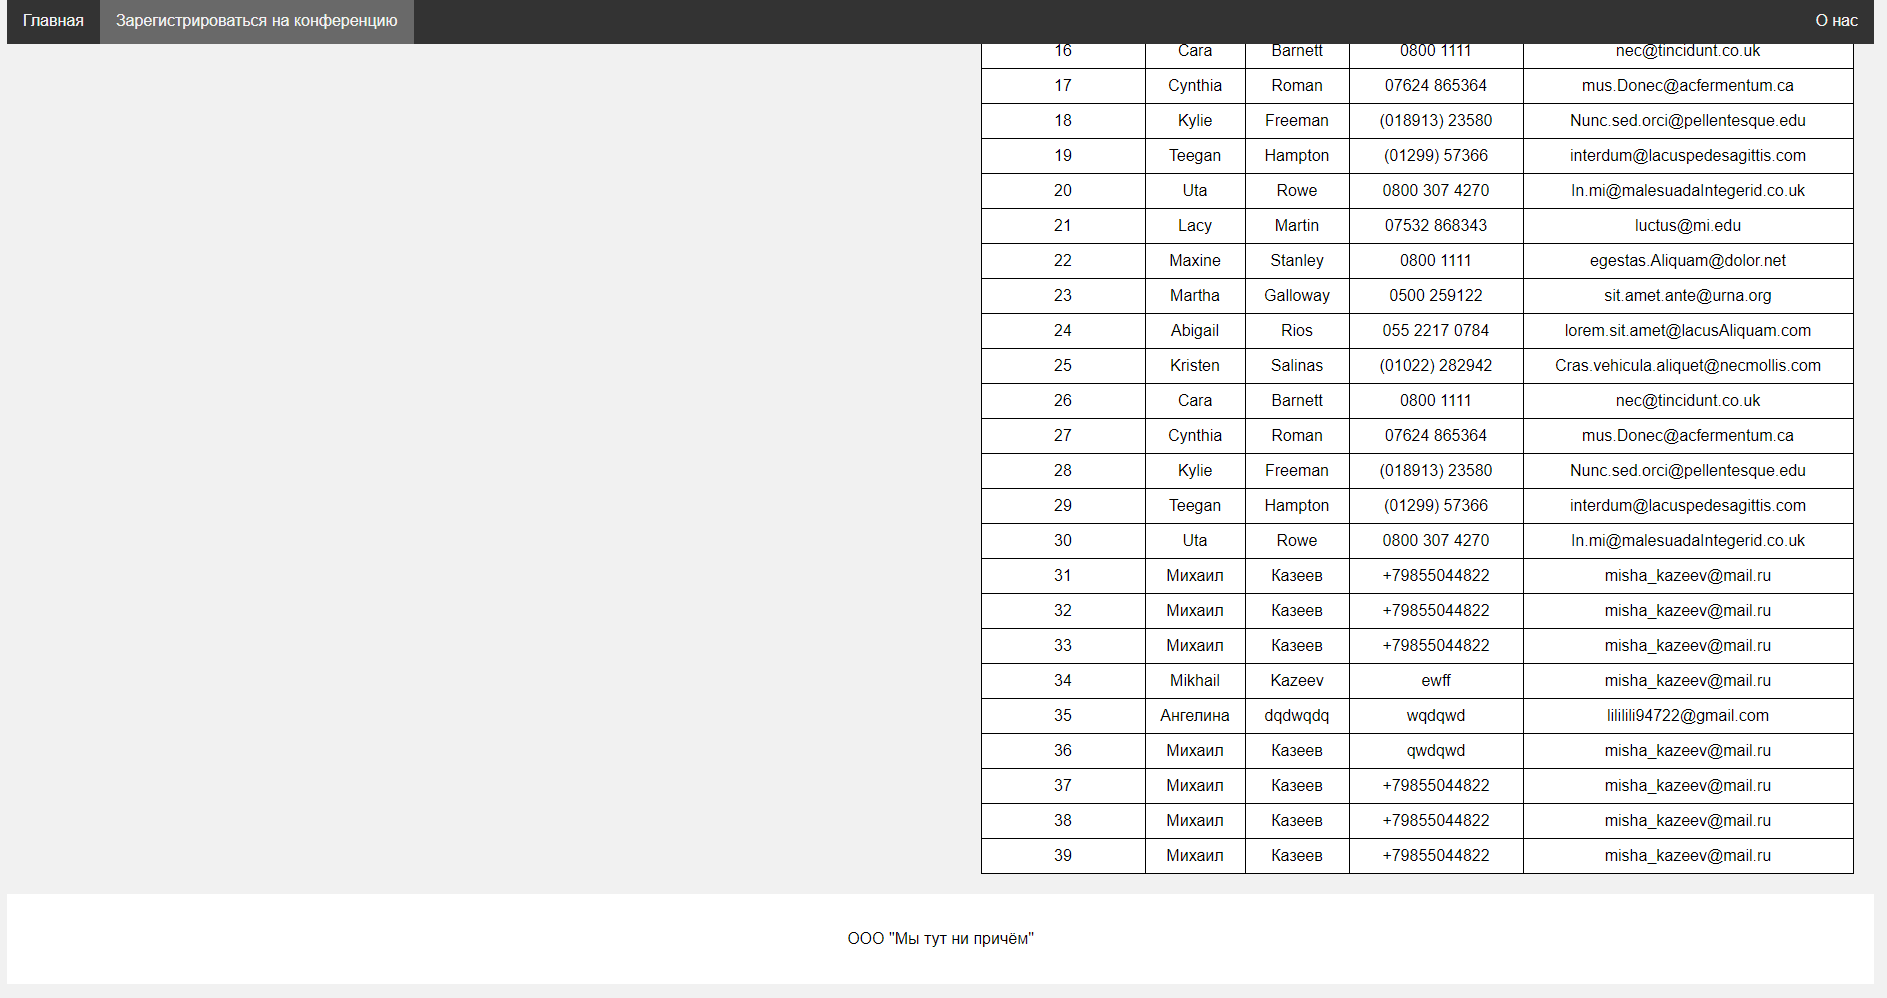 Главная Зарегистрироваться на конференцию О нас
16 Cara Barnett 0800 1111 nec@tincidunt.co.uk
17 Cynthia Roman 07624 865364 mus.Donec@acfermentum.ca
18 Kylie Freeman (018913) 23580 Nunc.sed.orci@pellentesque.edu
19 Teegan Hampton (01299) 57366 interdum@lacuspedesagittis.com
20 Uta Rowe 0800 307 4270 In.mi@malesuadaInteger​id.co.uk
21 Lacy Martin 07532 868343 luctus@mi.edu
22 Maxine Stanley 0800 1111 egestas.Aliquam@dolor.net
23 Martha Galloway 0500 259122 sit.amet.ante@urna.org
24 Abigail Rios 055 2217 0784 lorem.sit.amet@lacusAliquam.com
25 Kristen Salinas (01022) 282942 Cras.vehicula.aliquet@necmollis.com
26 Cara Barnett 0800 1111 nec@tincidunt.co.uk
27 Cynthia Roman 07624 865364 mus.Donec@acfermentum.ca
28 Kylie Freeman (018913) 23580 Nunc.sed.orci@pellentesque.edu
29 Teegan Hampton (01299) 57366 interdum@lacuspedesagittis.com
30 Uta Rowe 0800 307 4270 In.mi@malesuadaIntegerid.co.uk
31 Михаил Казеев +79855044822 misha_kazeev@mail.ru
32 Михаил Казеев +79855044822 misha_kazeev@mail.ru
33 Михаил Казеев +79855044822 misha_kazeev@mail.ru
34 Mikhail Kazeev ewff misha_kazeev@mail.ru
35 Ангелина dqdwqdq wqdqwd lilililil94722@gmail.com
36 Михаил Казеев qwdqwd misha_kazeev@mail.ru
37 Михаил Казеев +79855044822 misha_kazeev@mail.ru
38 Михаил Казеев +79855044822 misha_kazeev@mail.ru
39 Михаил Казеев +79855044822 misha_kazeev@mail.ru
ООО "Мы тут ни причём"